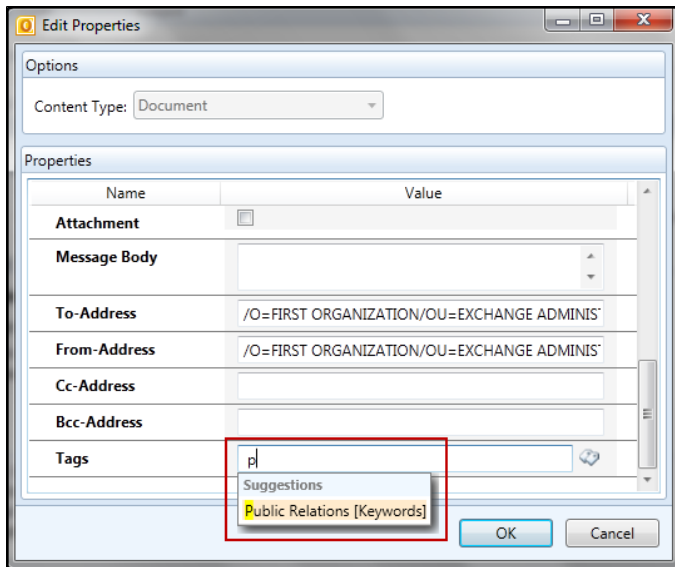 Edit Properties
Options
Content Type: Document
Properties
Name Value
Attachment
Message Body
To-Address /O=FIRST ORGANIZATION/OU=EXCHANGE ADMINIS
From-Address /O=FIRST ORGANIZATION/OU=EXCHANGE ADMINIS
Cc-Address
Bcc-Address
Tags p
Suggestions
Public Relations [Keywords]
OK Cancel